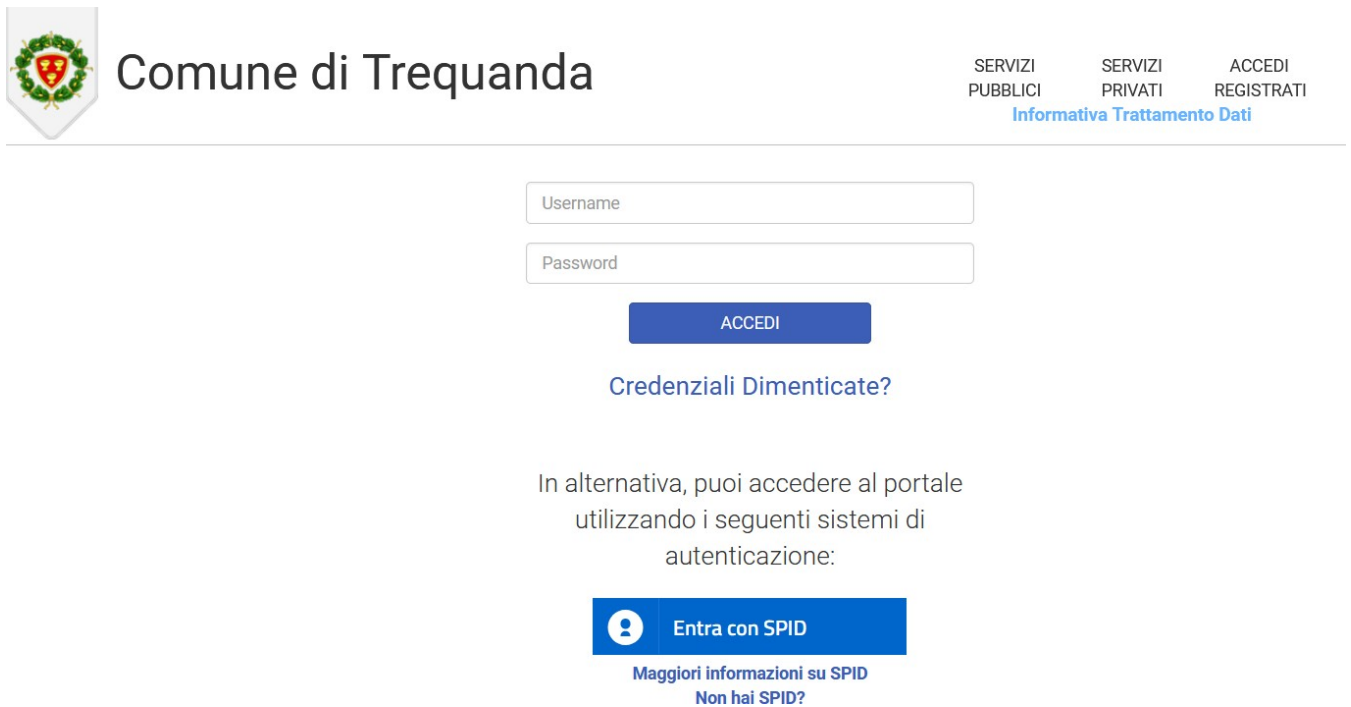 Comune di Trequanda
SERVIZI PUBBLICI
SERVIZI PRIVATI
ACCEDI REGISTRATI
Informativa Trattamento Dati
Username
Password
ACCEDI
Credenziali Dimenticate?
In alternativa, puoi accedere al portale
utilizzando i seguenti sistemi di
autenticazione:
Entra con SPID
Maggiori informazioni su SPID
Non hai SPID?